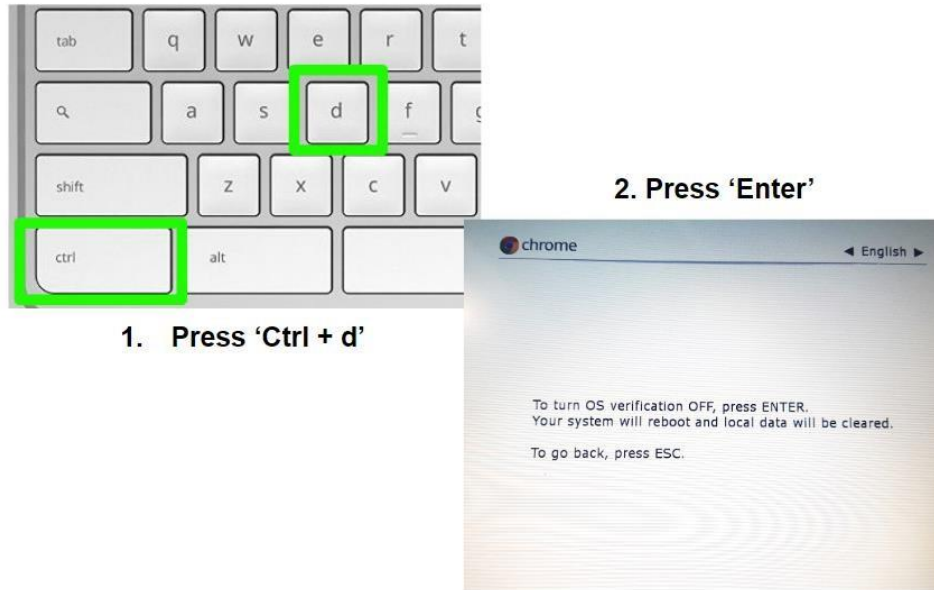 tab q w e r t
a s d f g
shift z x c v
ctrl alt
1. Press ‘Ctrl + d’
2. Press ‘Enter’
chrome ◀ English ▶
To turn OS verification OFF, press ENTER.
Your system will reboot and local data will be cleared.
To go back, press ESC.